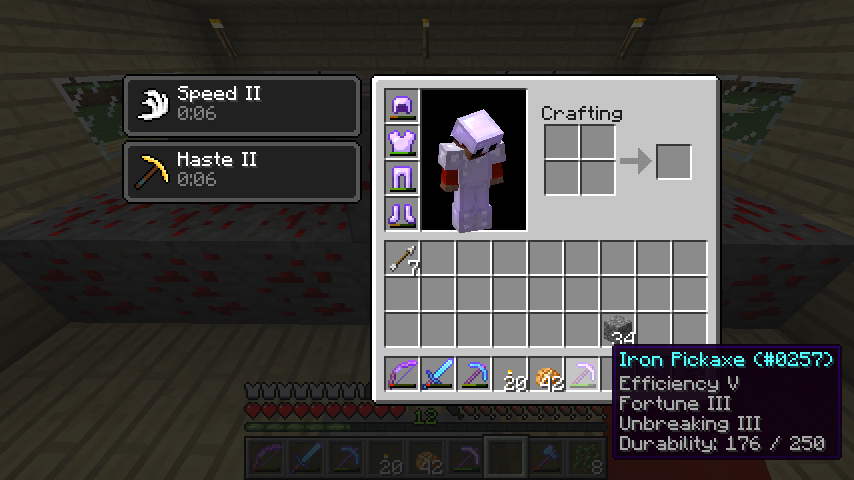 Speed II
0:06
Haste II
0:06
Crafting
7
34
20
42
Iron Pickaxe (#0257)
Efficiency V
Fortune III
Unbreaking III
Durability: 176 / 250
18
20
42
8